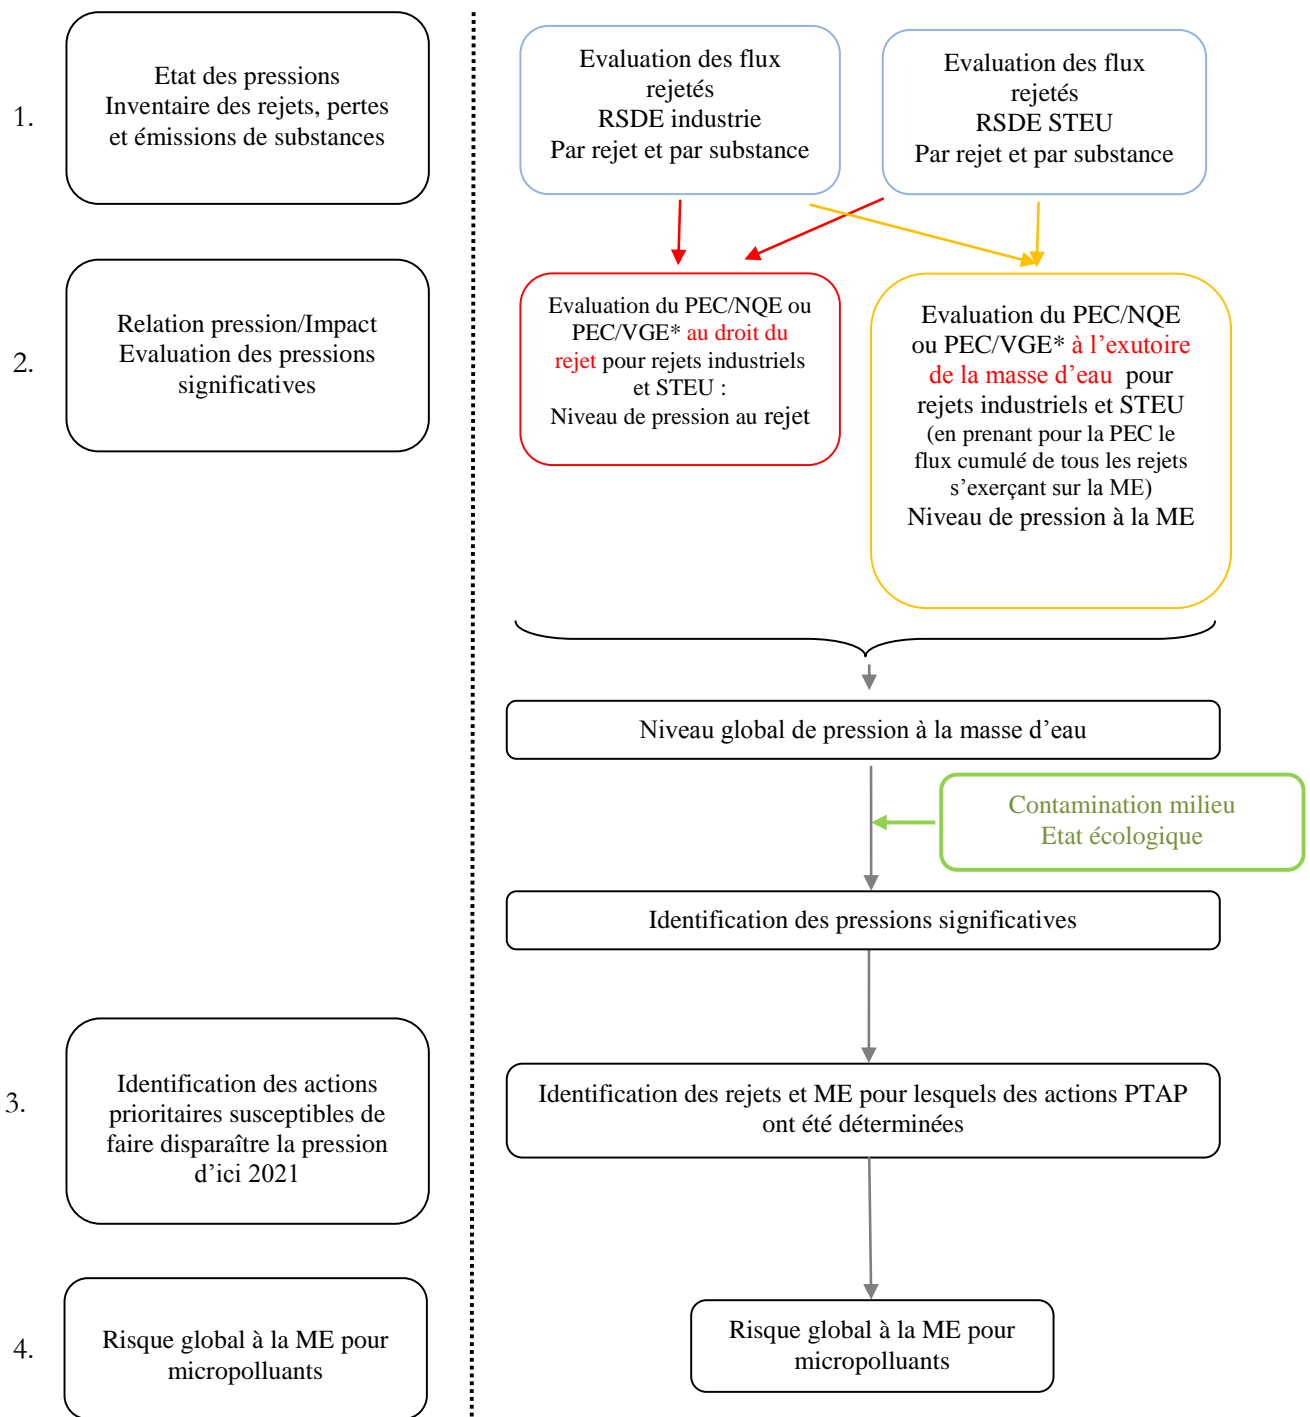 1.
Etat des pressions
Inventaire des rejets, pertes
et émissions de substances
Evaluation des flux
rejetés
RSDE industrie
Par rejet et par substance
Evaluation des flux
rejetés
RSDE STEU
Par rejet et par substance
2.
Relation pression/Impact
Evaluation des pressions
significatives
Evaluation du PEC/NQE ou
PEC/VGE* au droit du
rejet pour rejets industriels
et STEU :
Niveau de pression au rejet
Evaluation du PEC/NQE
ou PEC/VGE* à l’exutoire
de la masse d’eau pour
rejets industriels et STEU
(en prenant pour la PEC le
flux cumulé de tous les rejets
s’exerçant sur la ME)
Niveau de pression à la ME
Niveau global de pression à la masse d’eau
Contamination milieu
Etat écologique
Identification des pressions significatives
3.
Identification des actions
prioritaires susceptibles de
faire disparaître la pression
d’ici 2021
Identification des rejets et ME pour lesquels des actions PTAP
ont été déterminées
4.
Risque global à la ME pour
micropolluants
Risque global à la ME pour
micropolluants